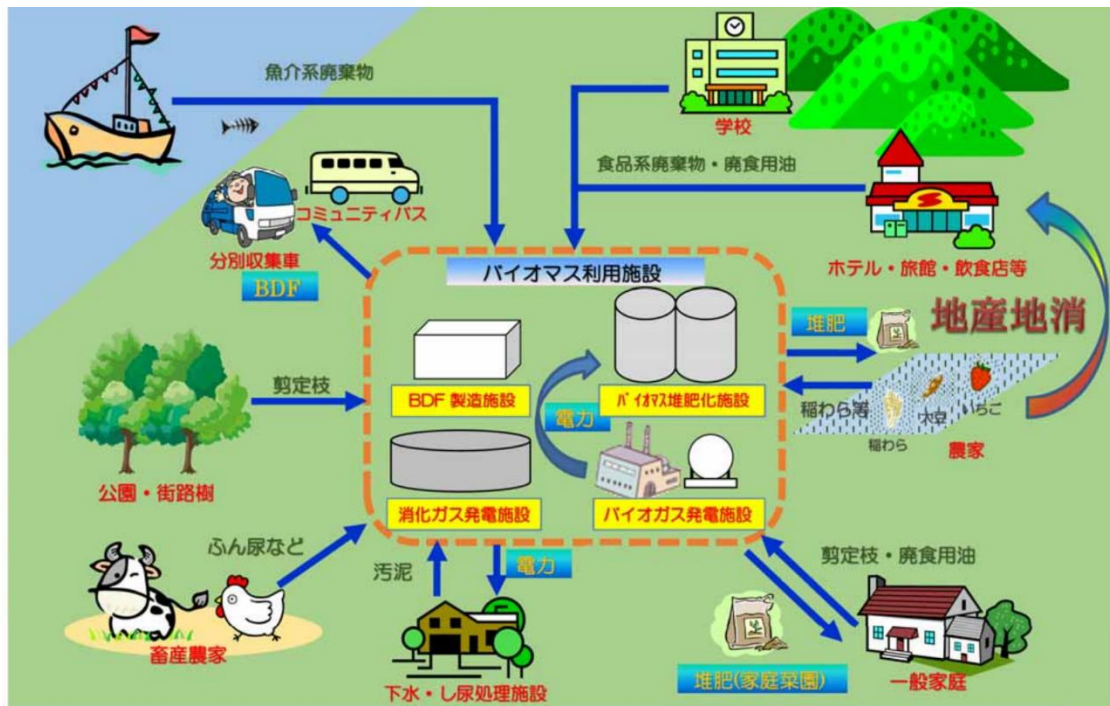 魚介系廃棄物
学校
食品系廃棄物・廃食用油
コミュニティバス
分別収集車
BDF
ホテル・旅館・飲食店等
バイオマス利用施設
堆肥
地産地消
剪定枝
BDF 製造施設
電力
バイオマス堆肥化施設
稲わら等
稲わら
大豆
いちご
農家
公園・街路樹
消化ガス発電施設
バイオガス発電施設
ふん尿など
汚泥
電力
剪定枝・廃食用油
畜産農家
下水・し尿処理施設
堆肥(家庭菜園)
一般家庭